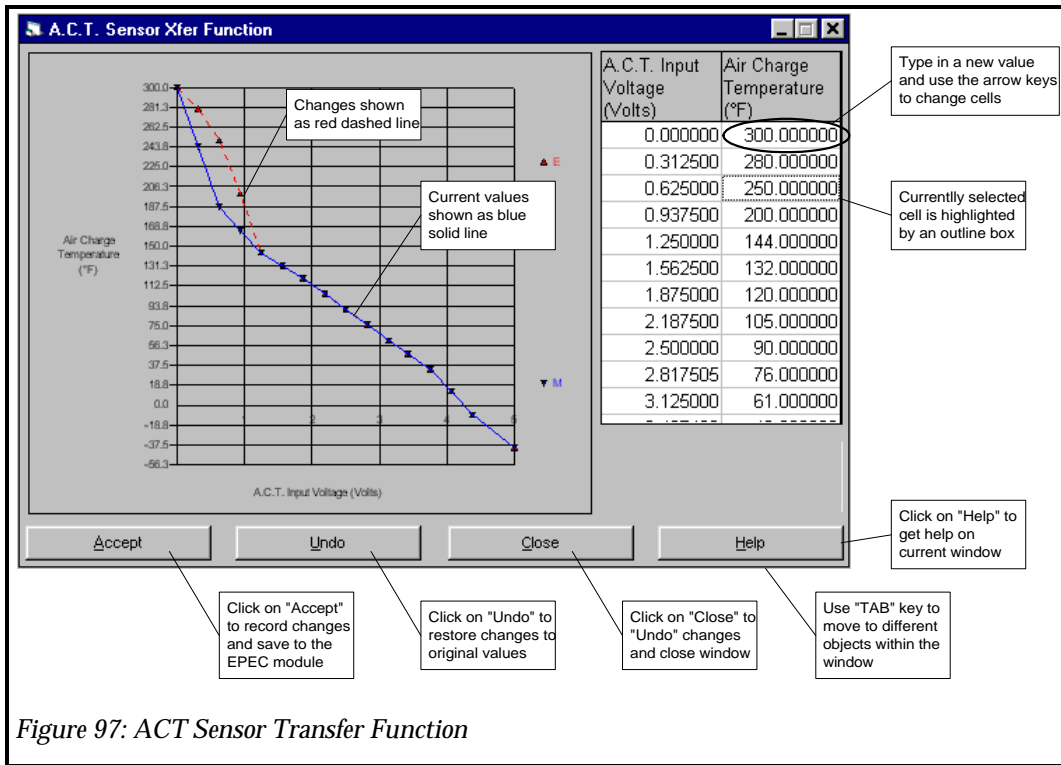 A.C.T. Sensor Xfer Function
300.0
281.3
262.5
243.8
225.0
206.3
187.5
168.8
150.0
131.3
112.5
93.8
75.0
56.3
37.5
18.8
0.0
-18.8
-37.5
-56.3
Air Charge
Temperature
(°F)
1
2
3
4
5
A.C.T. Input Voltage (Volts)
E
M
Changes shown
as red dashed line
Current values
shown as blue
solid line
A.C.T. Input Voltage (Volts) Air Charge Temperature (°F)
0.000000 300.000000
0.312500 280.000000
0.625000 250.000000
0.937500 200.000000
1.250000 144.000000
1.562500 132.000000
1.875000 120.000000
2.187500 105.000000
2.500000 90.000000
2.817505 76.000000
3.125000 61.000000
Type in a new value
and use the arrow keys
to change cells
Currentlly selected
cell is highlighted
by an outline box
Click on "Help" to
get help on
current window
Accept Undo Close Help
Click on "Accept"
to record changes
and save to the
EPEC module
Click on "Undo" to
restore changes to
original values
Click on "Close" to
"Undo" changes
and close window
Use "TAB" key to
move to different
objects within the
window
Figure 97: ACT Sensor Transfer Function